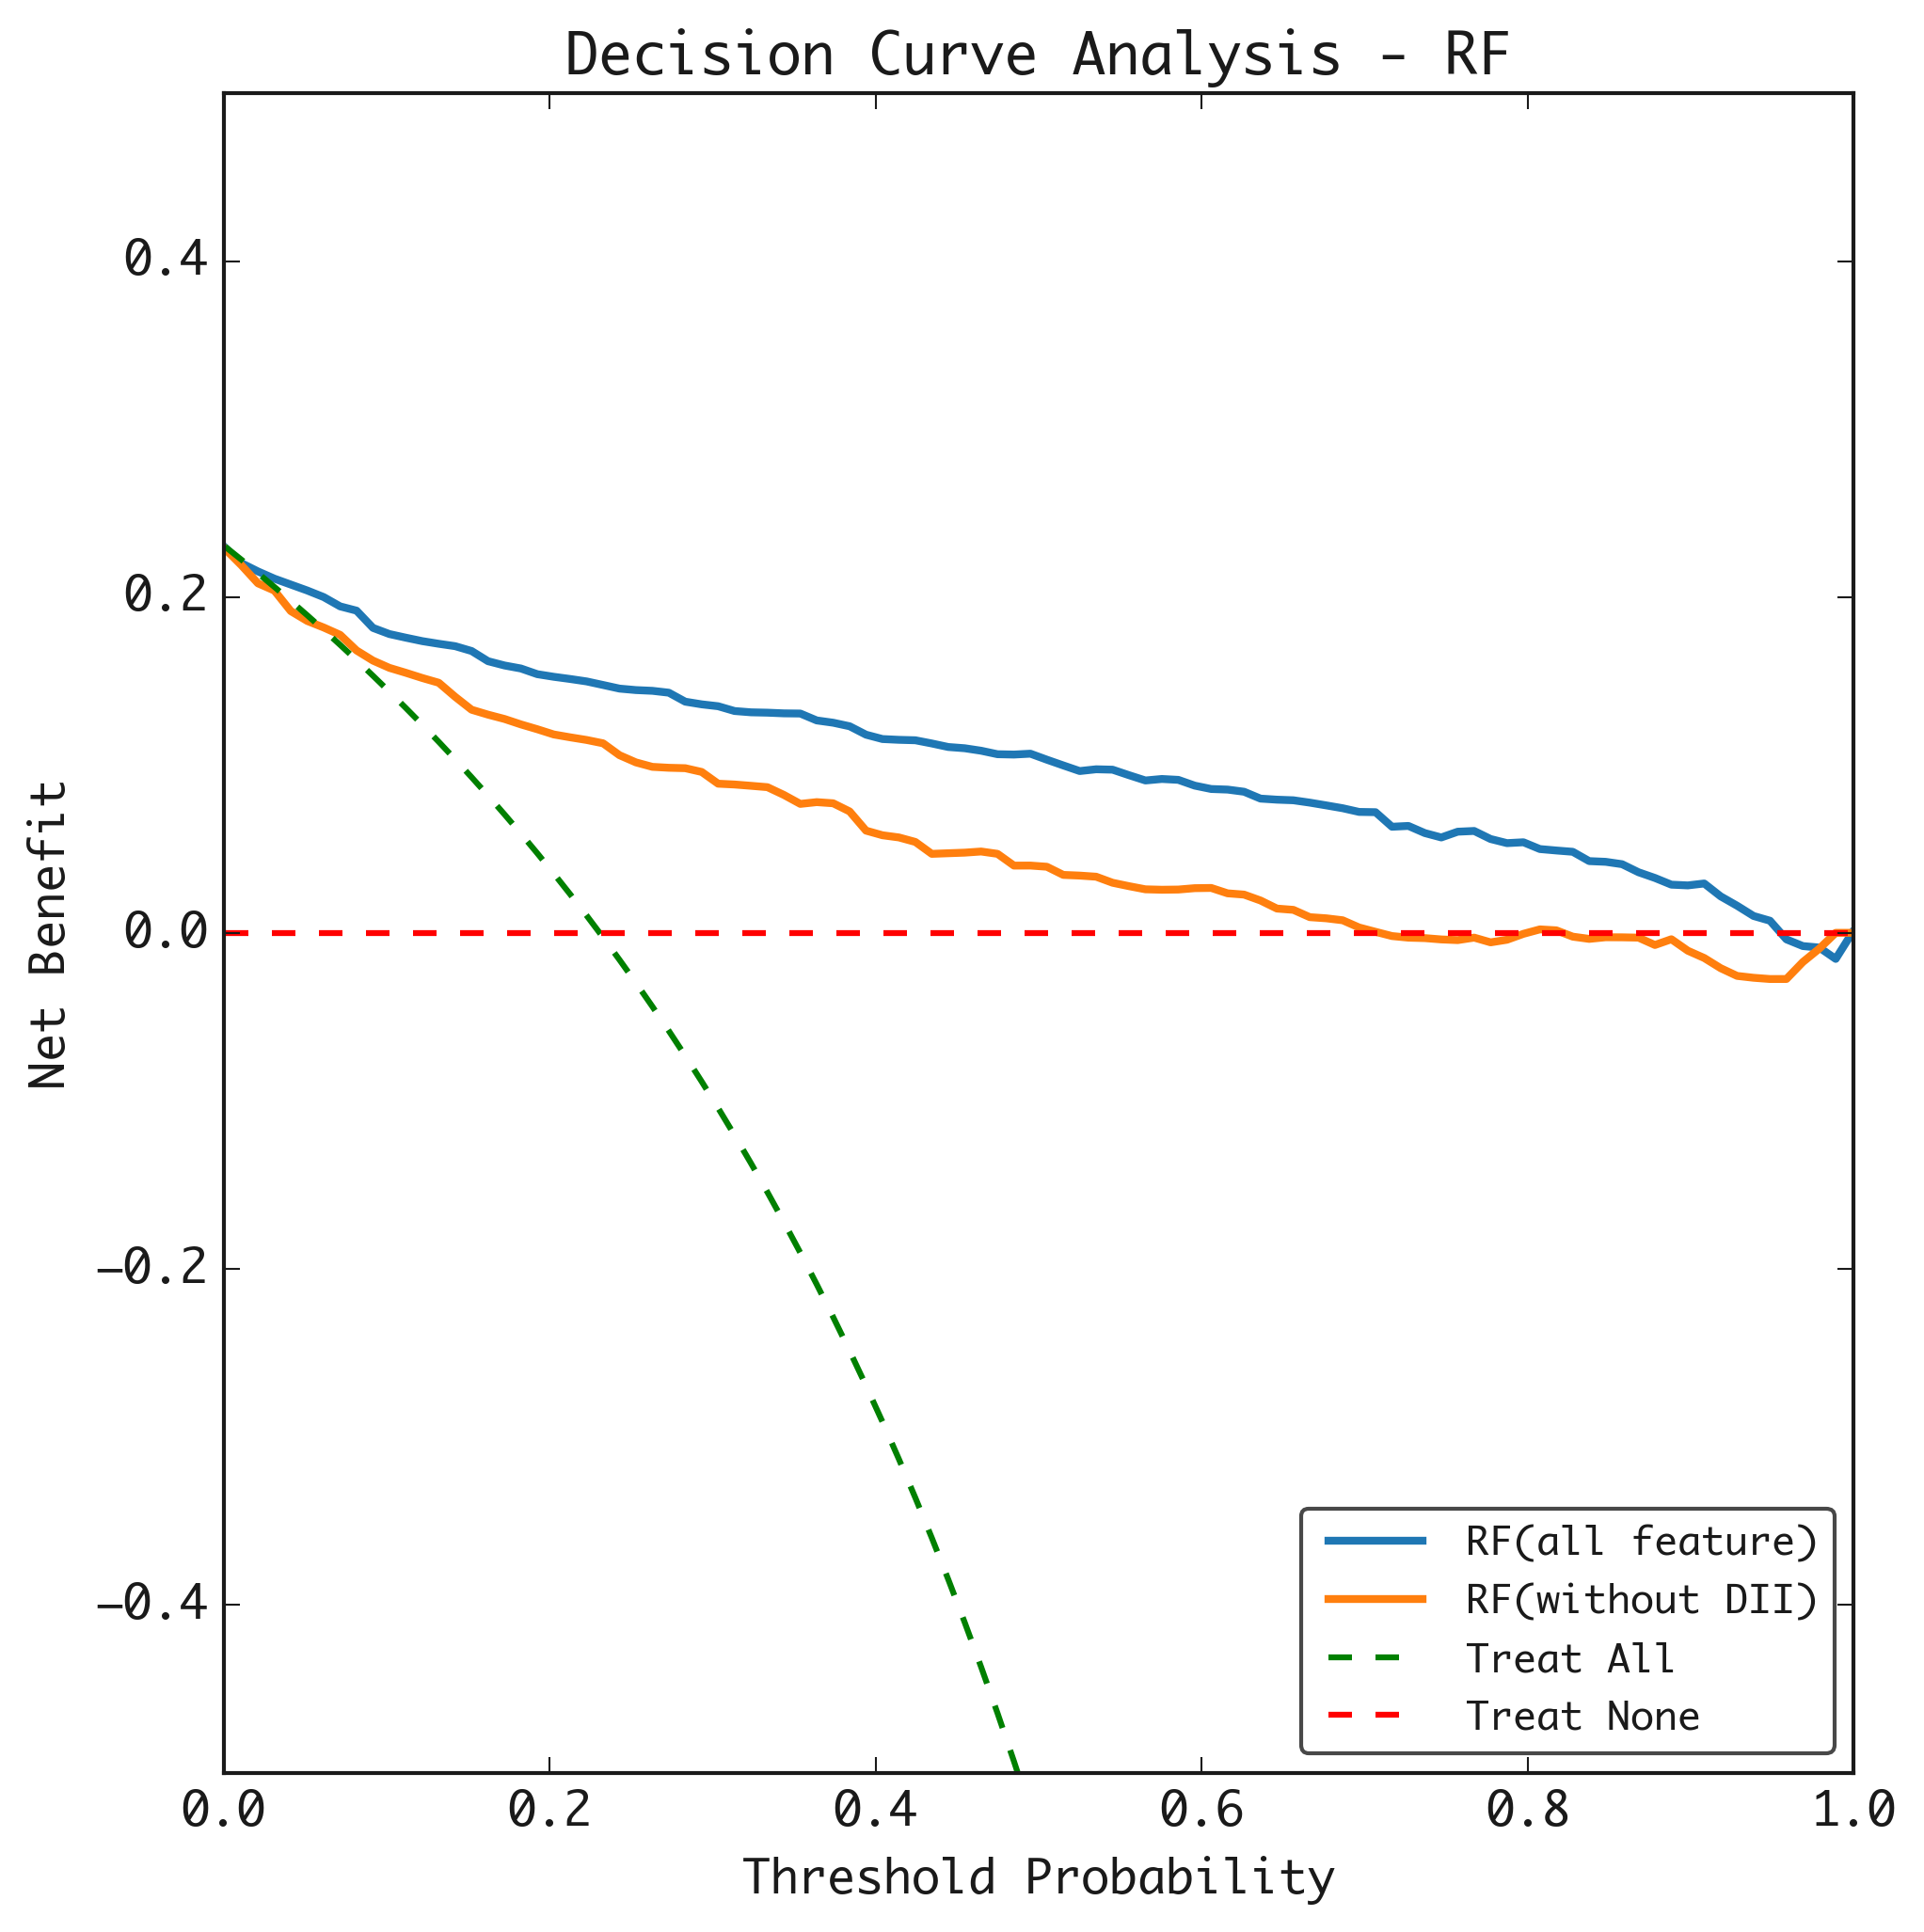 Decision Curve Analysis - RF
Net Benefit
0.4
0.2
0.0
−0.2
−0.4
0.0 0.2 0.4 0.6 0.8 1.0
Threshold Probability
RF(all feature)
RF(without DII)
Treat All
Treat None